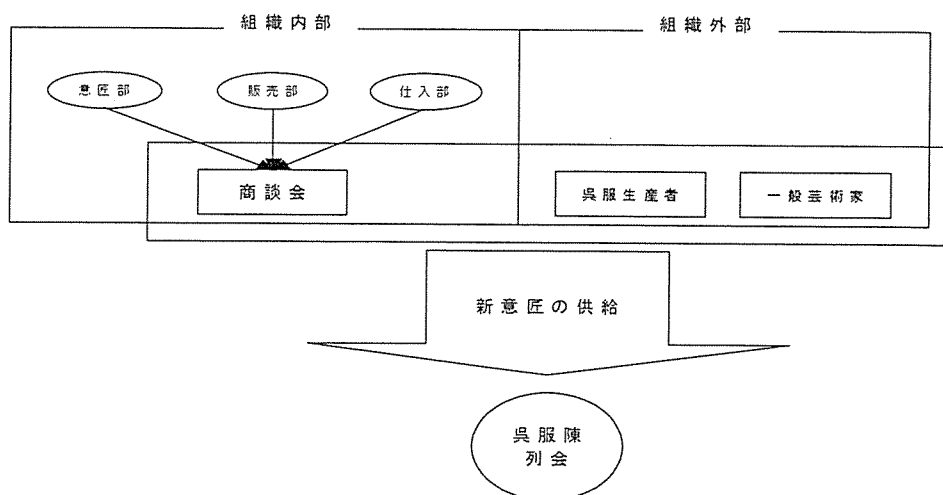 組織内部
組織外部
意匠部
販売部
仕入部
商談会
呉服生産者
一般芸術家
新意匠の供給
呉服陳
列会